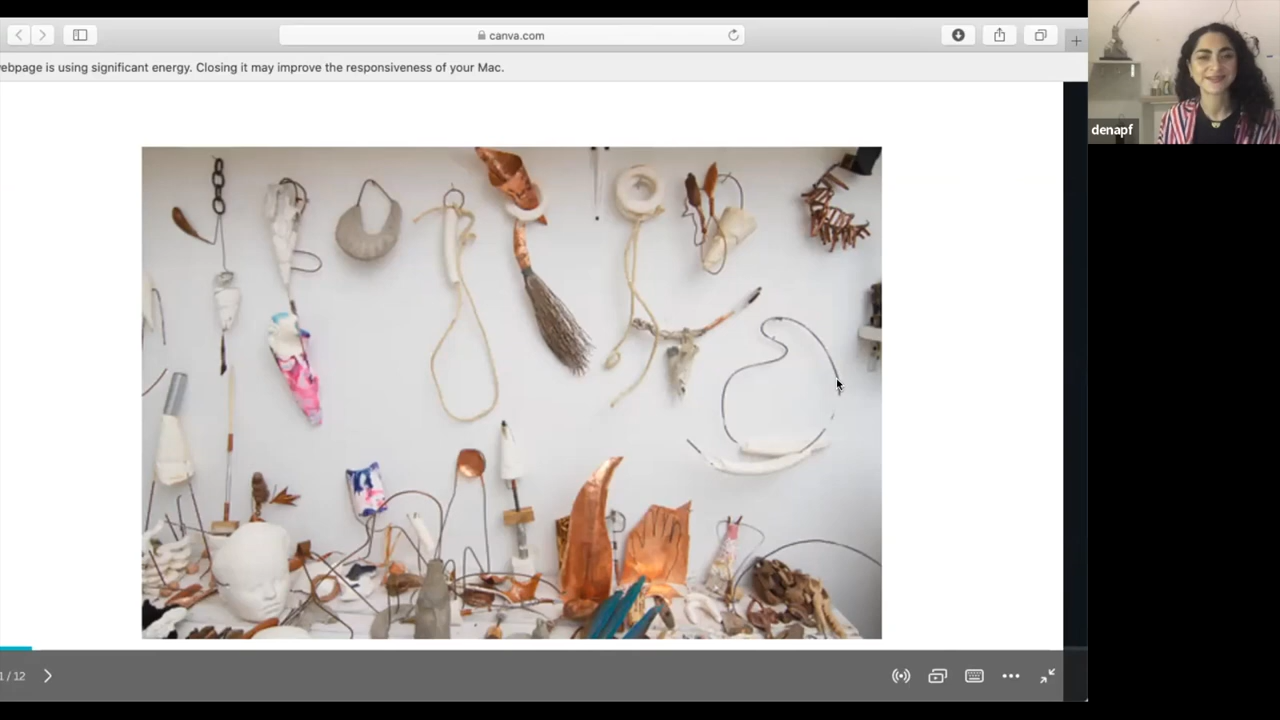 canva.com
ebpage is using significant energy. Closing it may improve the responsiveness of your Mac.
denapf
1 / 12